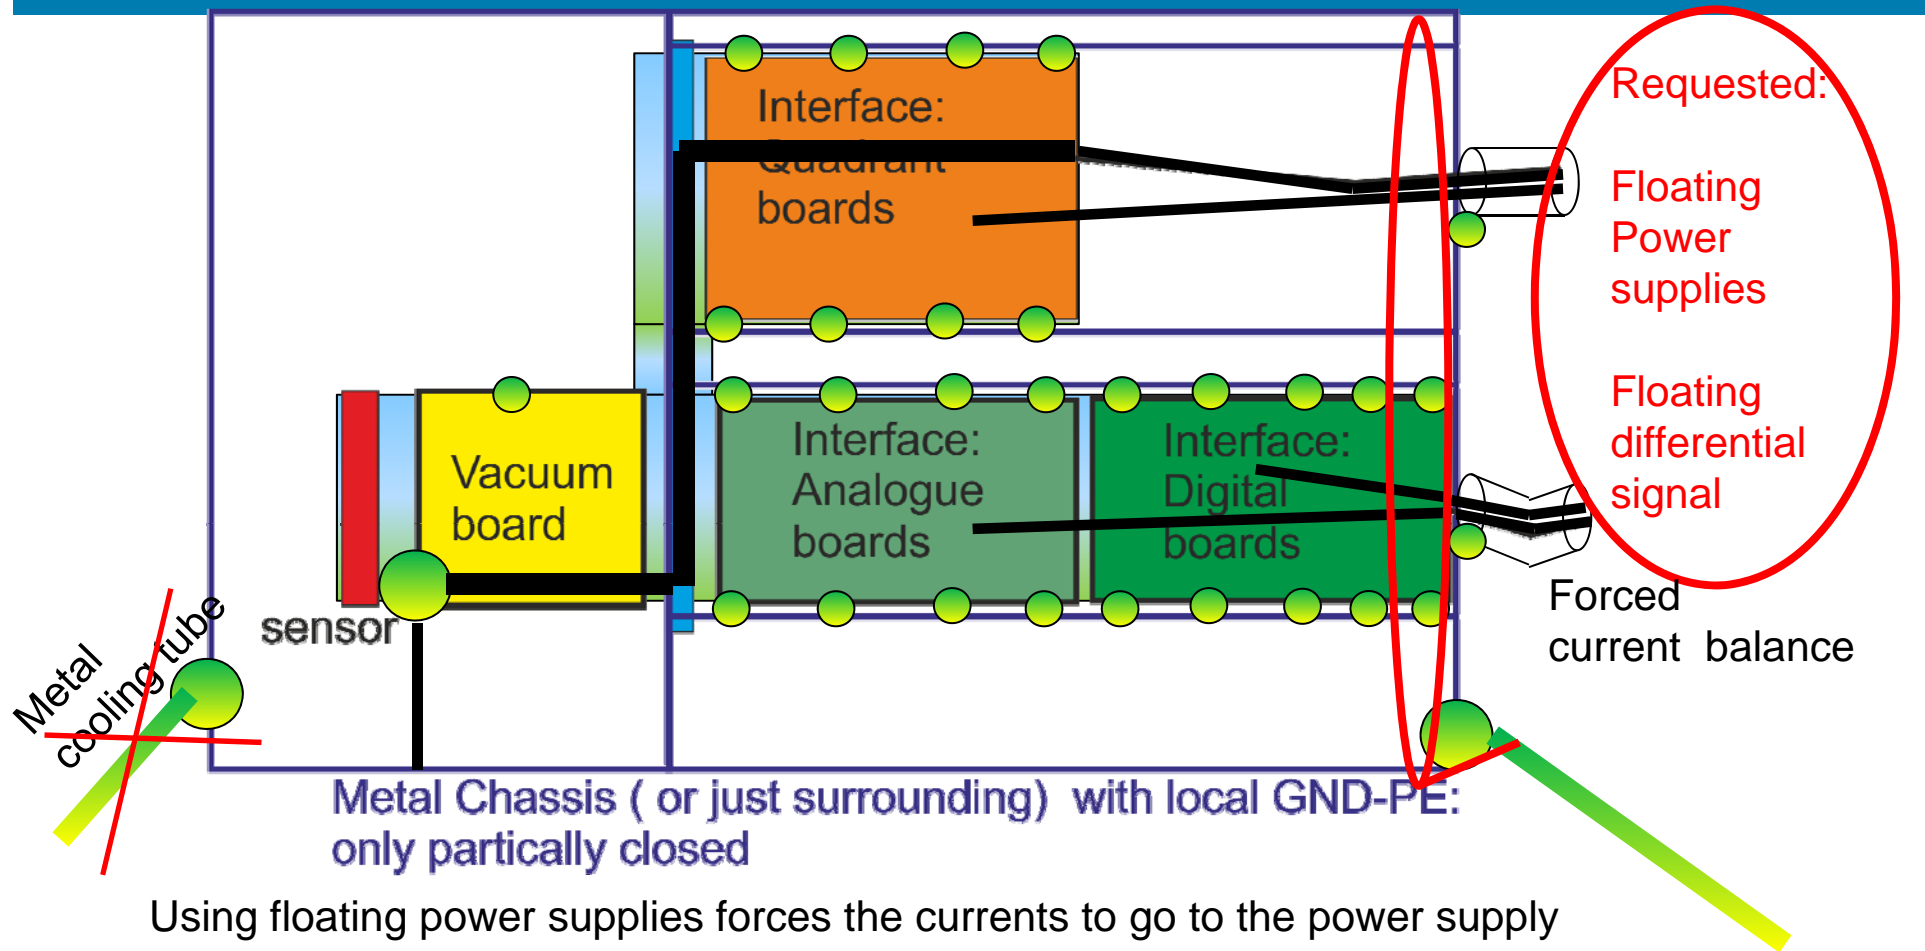 Interface:
Quadrant
boards
Requested:
Floating
Power
supplies
Floating
differential
signal
Vacuum
board
Interface:
Analogue
boards
Interface:
Digital
boards
sensor
Metal
cooling tube
Forced
current balance
Metal Chassis ( or just surrounding) with local GND-PE:
only partically closed
Using floating power supplies forces the currents to go to the power supply